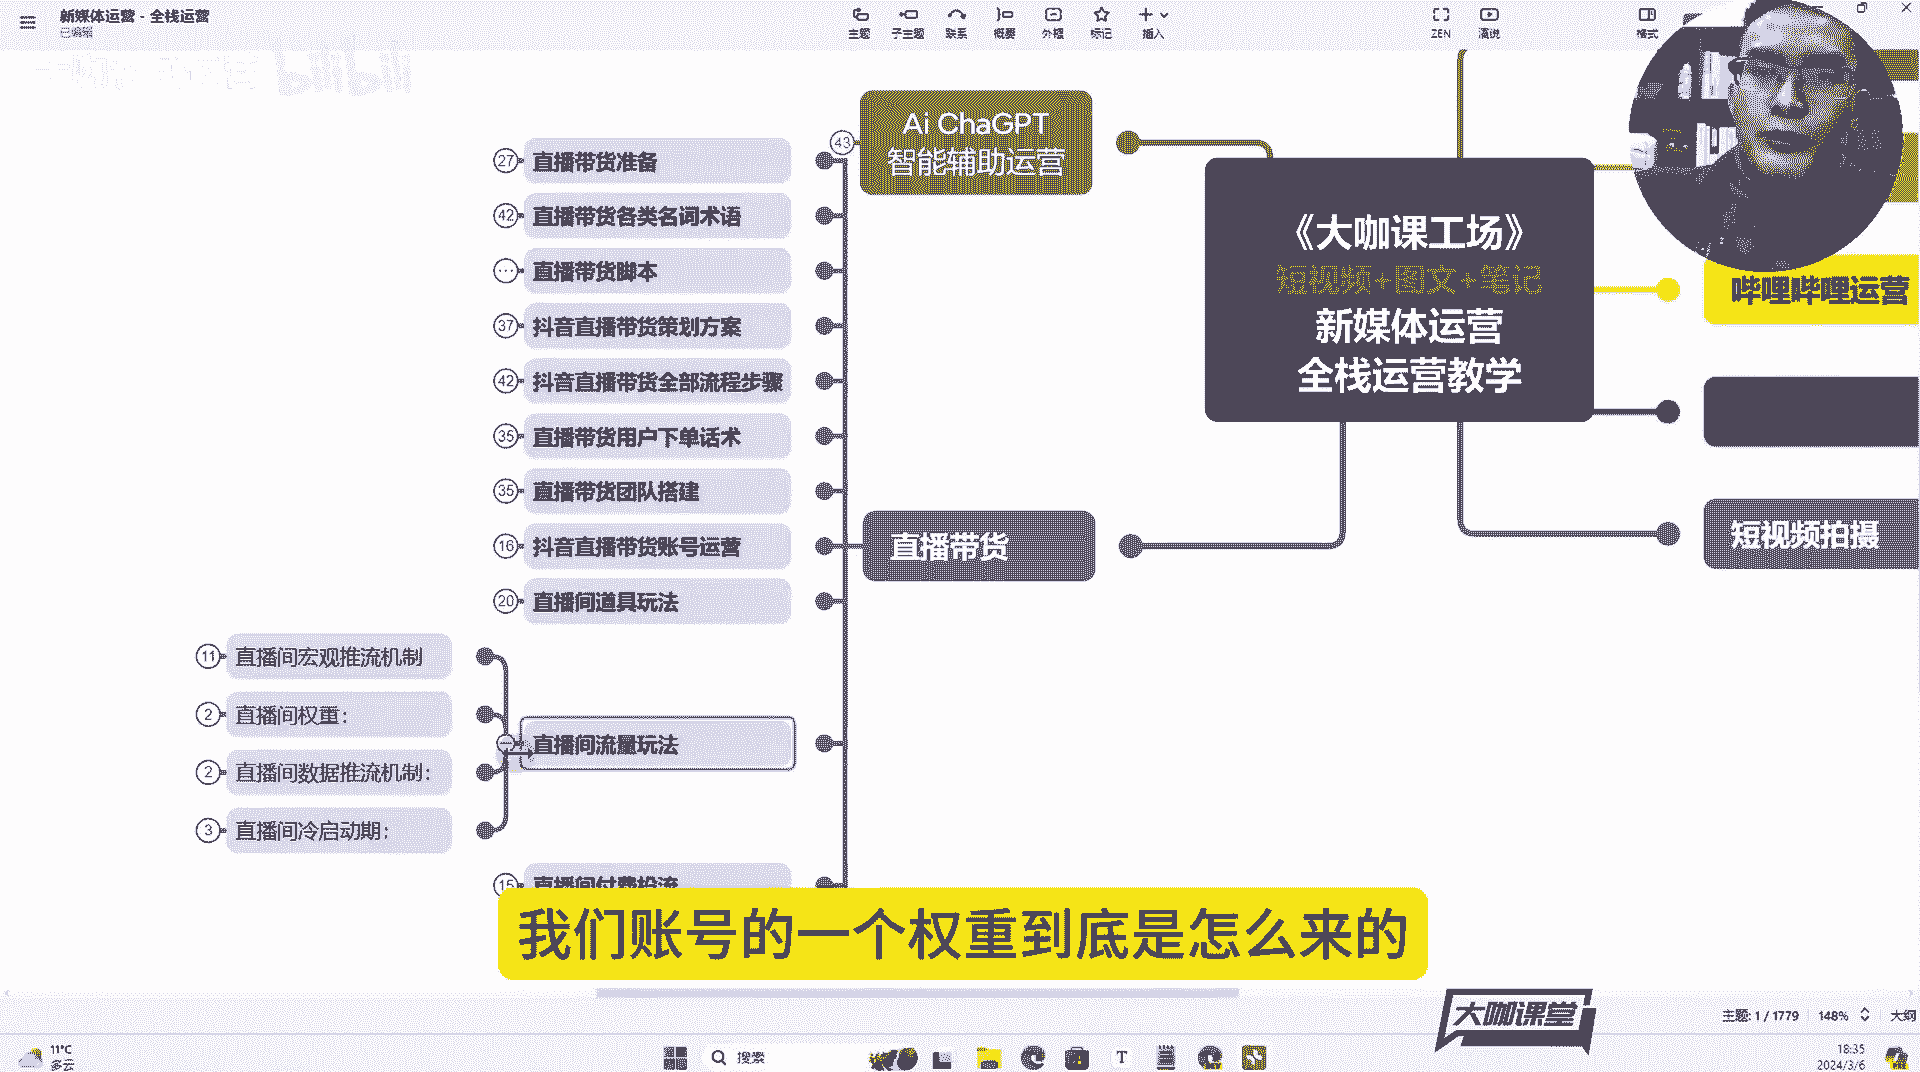 新媒体运营 - 全栈运营
已编辑
主题
子主题
联系
概要
外框
标记
插入
ZEN
演说
格式
bilibili
43
Ai ChaGPT
智能辅助运营
27
直播带货准备
42
直播带货各类名词术语
直播带货脚本
37
抖音直播带货策划方案
42
抖音直播带货全部流程步骤
35
直播带货用户下单话术
35
直播带货团队搭建
16
抖音直播带货账号运营
20
直播间道具玩法
直播带货
《大咖课工场》
短视频+图文+笔记
新媒体运营
全栈运营教学
哔哩哔哩运营
短视频拍摄
11
直播间宏观推流机制
2
直播间权重：
2
直播间数据推流机制：
3
直播间冷启动期：
直播间流量玩法
15
直播间付费投流
我们账号的一个权重到底是怎么来的
大咖课堂
主题: 1 / 1779
148%
大纲
11°C
多云
搜索
18:35
2024/3/6